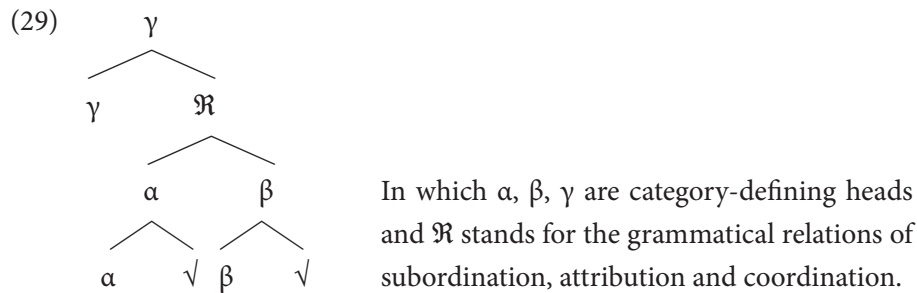 (29) γ
γ ℜ
α β In which α, β, γ are category-defining heads
and ℜ stands for the grammatical relations of
α √ β √ subordination, attribution and coordination.